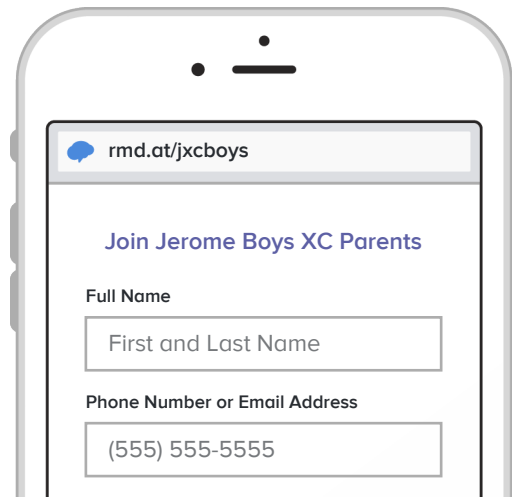 rmd.at/jxcboys
Join Jerome Boys XC Parents
Full Name
First and Last Name
Phone Number or Email Address
(555) 555-5555